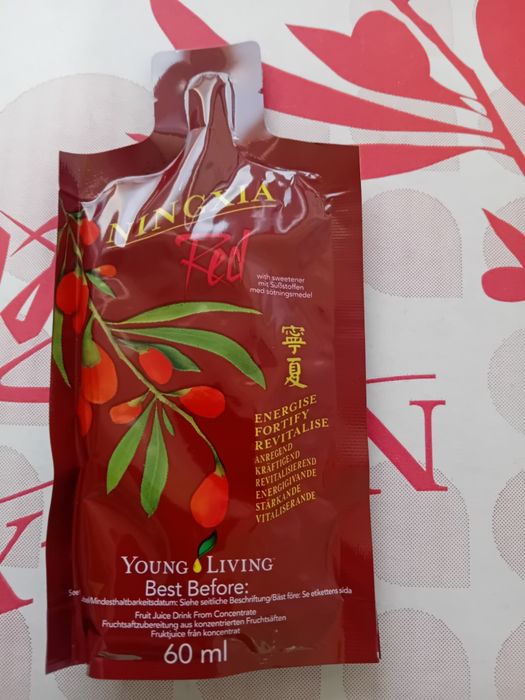 NINGXIA
Red
with sweetener
mit Süßstoffen
med sötningsmedel
寧
夏
ENERGISE
FORTIFY
REVITALISE
ANREGEND
KRÄFTIGEND
REVITALISIEREND
ENERGIGIVANDE
STÄRKANDE
VITALISERANDE
YOUNG LIVING
Best Before:
/Mindesthaltbarkeitsdatum: Siehe seitliche Beschriftung/Bäst före: Se etikettens sida
Fruit Juice Drink From Concentrate
Fruchtsaftzubereitung aus konzentrierten Fruchtsäften
Fruktjuice från koncentrat
60 ml